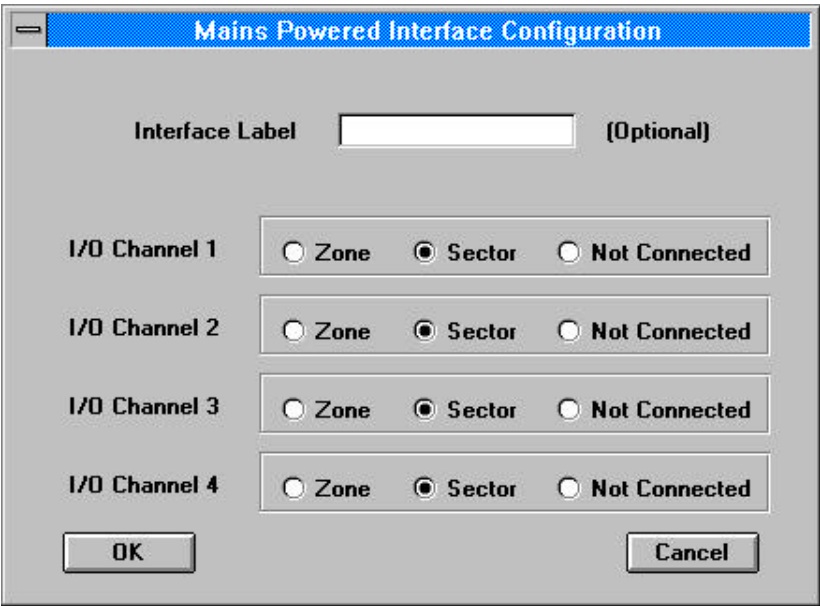 Mains Powered Interface Configuration
Interface Label (Optional)
I/O Channel 1 Zone Sector Not Connected
I/O Channel 2 Zone Sector Not Connected
I/O Channel 3 Zone Sector Not Connected
I/O Channel 4 Zone Sector Not Connected
OK Cancel